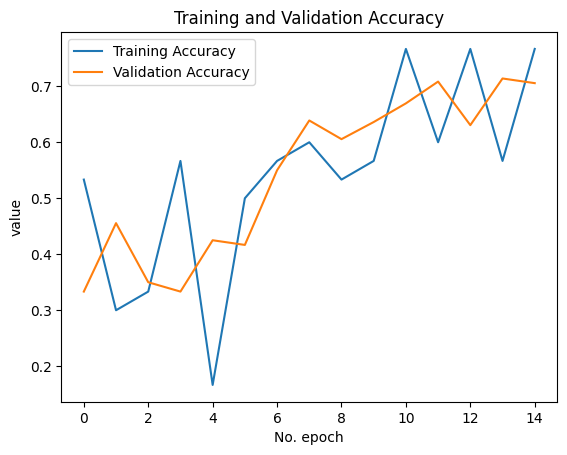 Training and Validation Accuracy
Training Accuracy
Validation Accuracy
0.7
0.6
0.5
0.4
0.3
0.2
value
0 2 4 6 8 10 12 14
No. epoch